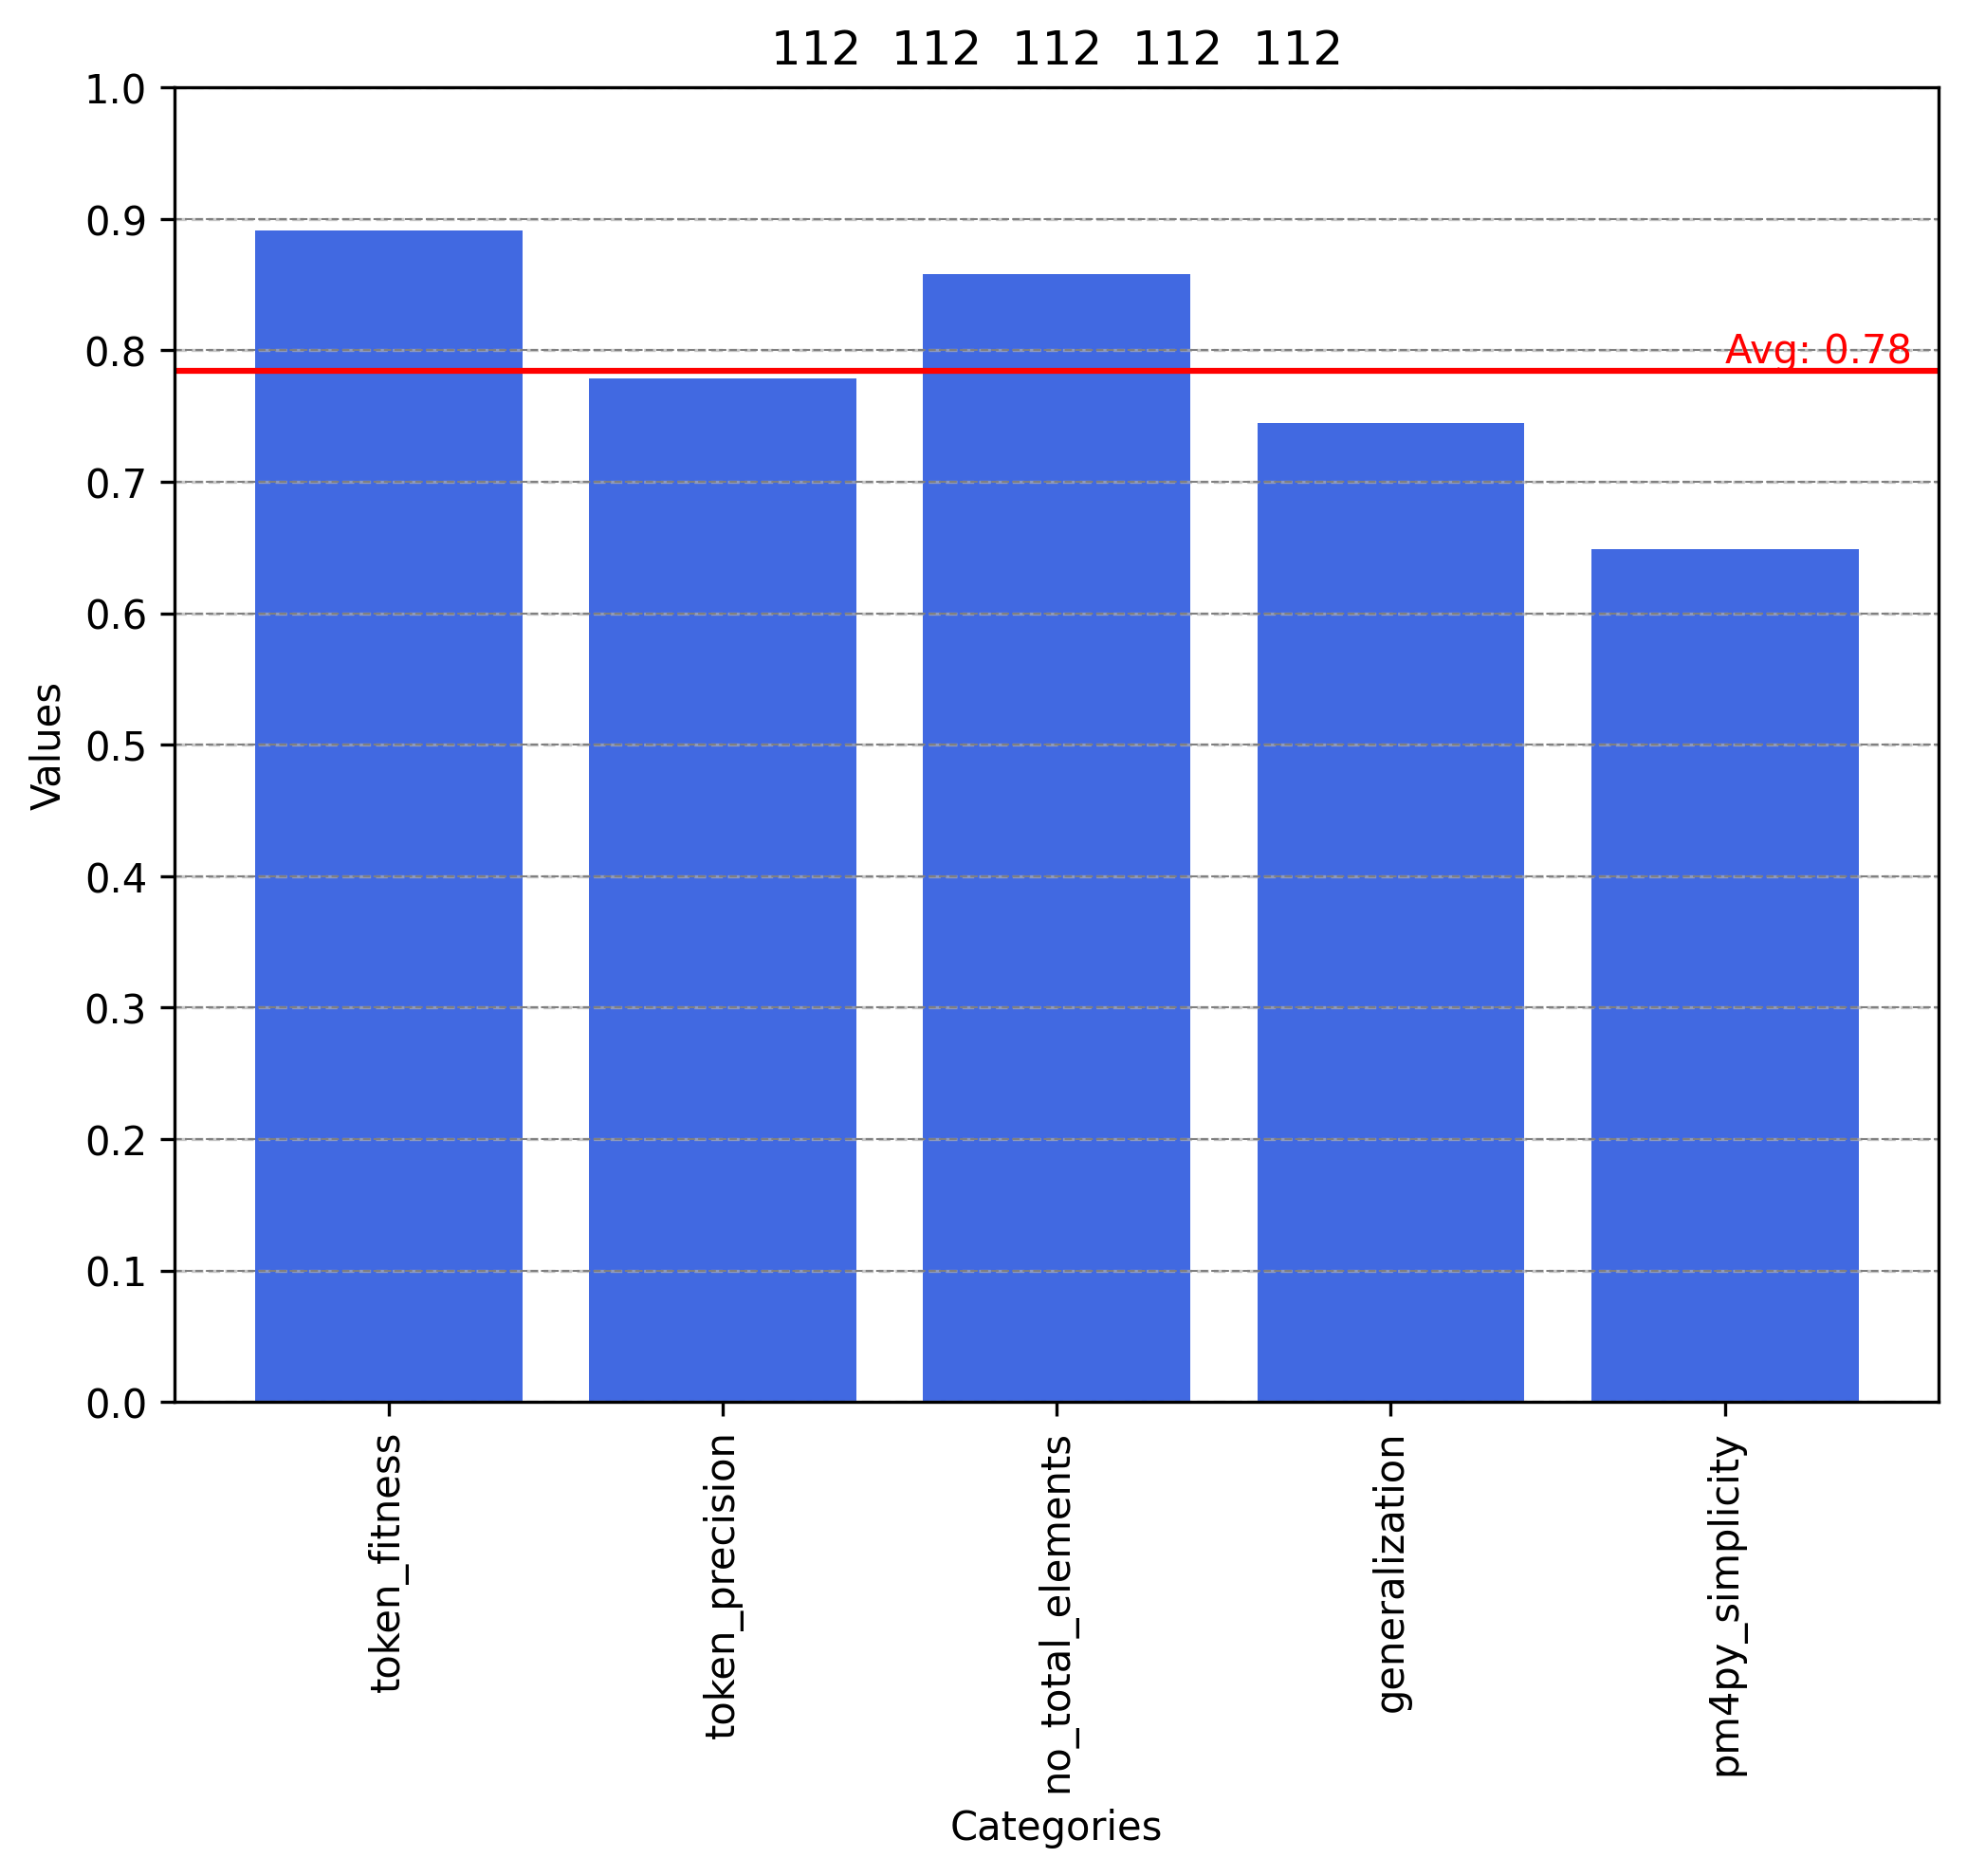 112 112 112 112 112
1.0
0.9
0.8
0.7
0.6
0.5
0.4
0.3
0.2
0.1
0.0
Values
Avg: 0.78
token_fitness
token_precision
no_total_elements
generalization
pm4py_simplicity
Categories